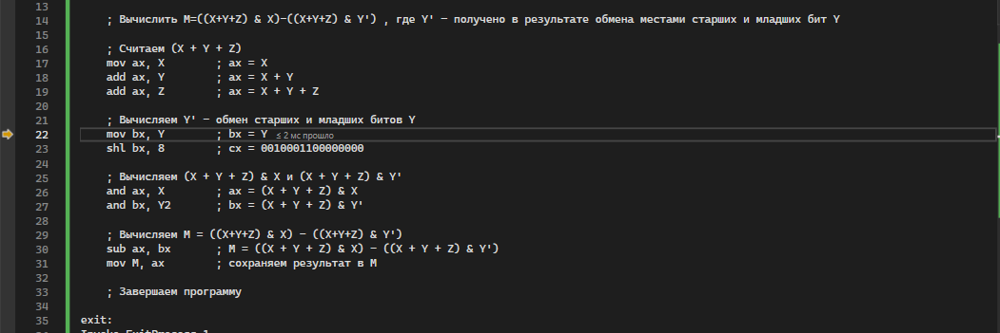 13
14 ; Вычислить M=((X+Y+Z) & X)-((X+Y+Z) & Y') , где Y' - получено в результате обмена местами старших и младших бит Y
15
16 ; Считаем (X + Y + Z)
17 mov ax, X ; ax = X
18 add ax, Y ; ax = X + Y
19 add ax, Z ; ax = X + Y + Z
20
21 ; Вычисляем Y' - обмен старших и младших битов Y
22 mov bx, Y ; bx = Y ≤ 2 мс прошло
23 shl bx, 8 ; cx = 0010001100000000
24
25 ; Вычисляем (X + Y + Z) & X и (X + Y + Z) & Y'
26 and ax, X ; ax = (X + Y + Z) & X
27 and bx, Y2 ; bx = (X + Y + Z) & Y'
28
29 ; Вычисляем M = ((X+Y+Z) & X) - ((X+Y+Z) & Y')
30 sub ax, bx ; M = ((X + Y + Z) & X) - ((X + Y + Z) & Y')
31 mov M, ax ; сохраняем результат в M
32
33 ; Завершаем программу
34
35 exit: